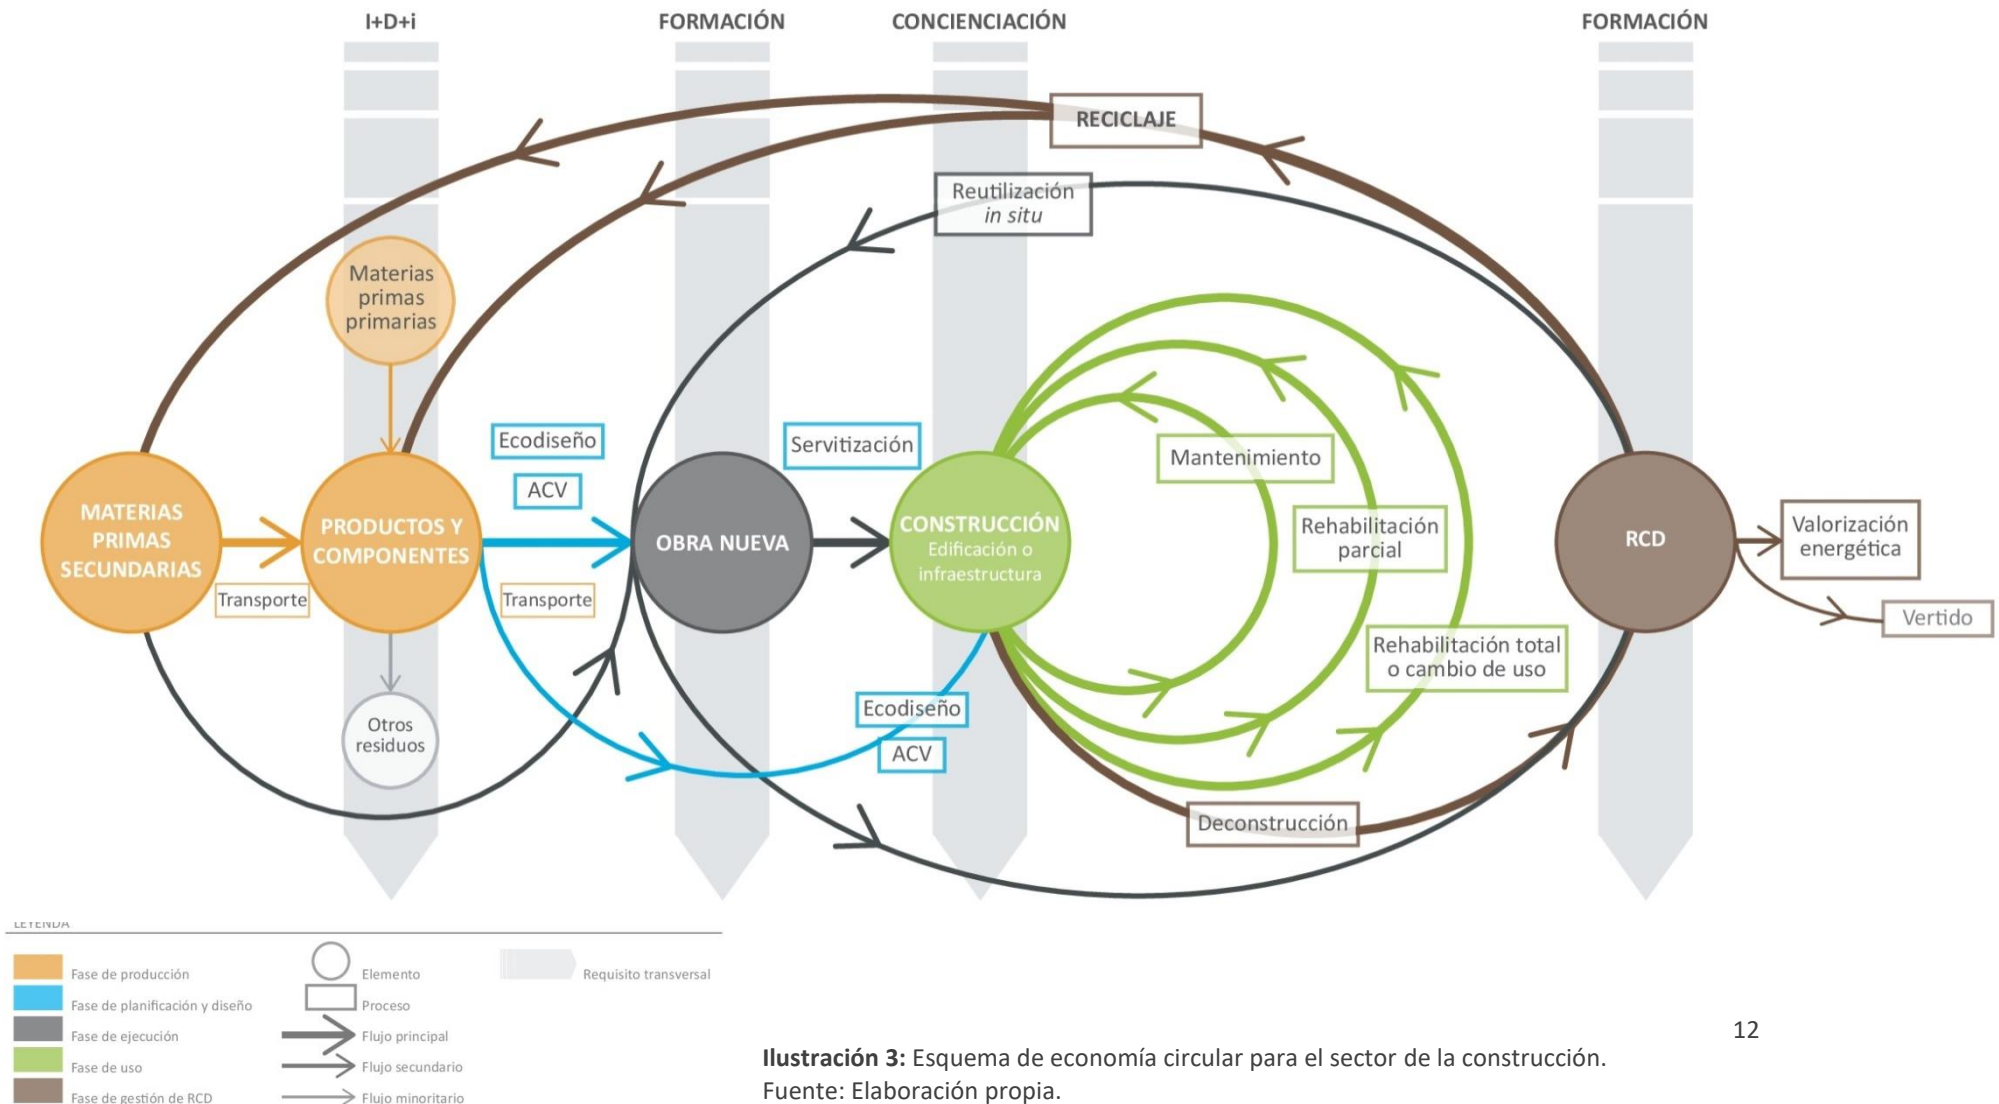 I+D+i
FORMACIÓN
CONCIENCIACIÓN
FORMACIÓN
RECICLAJE
Reutilización
in situ
Materias
primas
primarias
Ecodiseño
ACV
Servitización
Mantenimiento
MATERIAS
PRIMAS
SECUNDARIAS
Transporte
PRODUCTOS Y
COMPONENTES
Transporte
OBRA NUEVA
CONSTRUCCIÓN
Edificación o
infraestructura
Rehabilitación
parcial
RCD
Valorización
energética
Vertido
Rehabilitación total
o cambio de uso
Otros
residuos
Ecodiseño
ACV
Deconstrucción
LEYENDA
Fase de producción
Fase de planificación y diseño
Fase de ejecución
Fase de uso
Fase de gestión de RCD
Elemento
Proceso
Flujo principal
Flujo secundario
Flujo minoritario
Requisito transversal
12
Ilustración 3: Esquema de economía circular para el sector de la construcción.
Fuente: Elaboración propia.